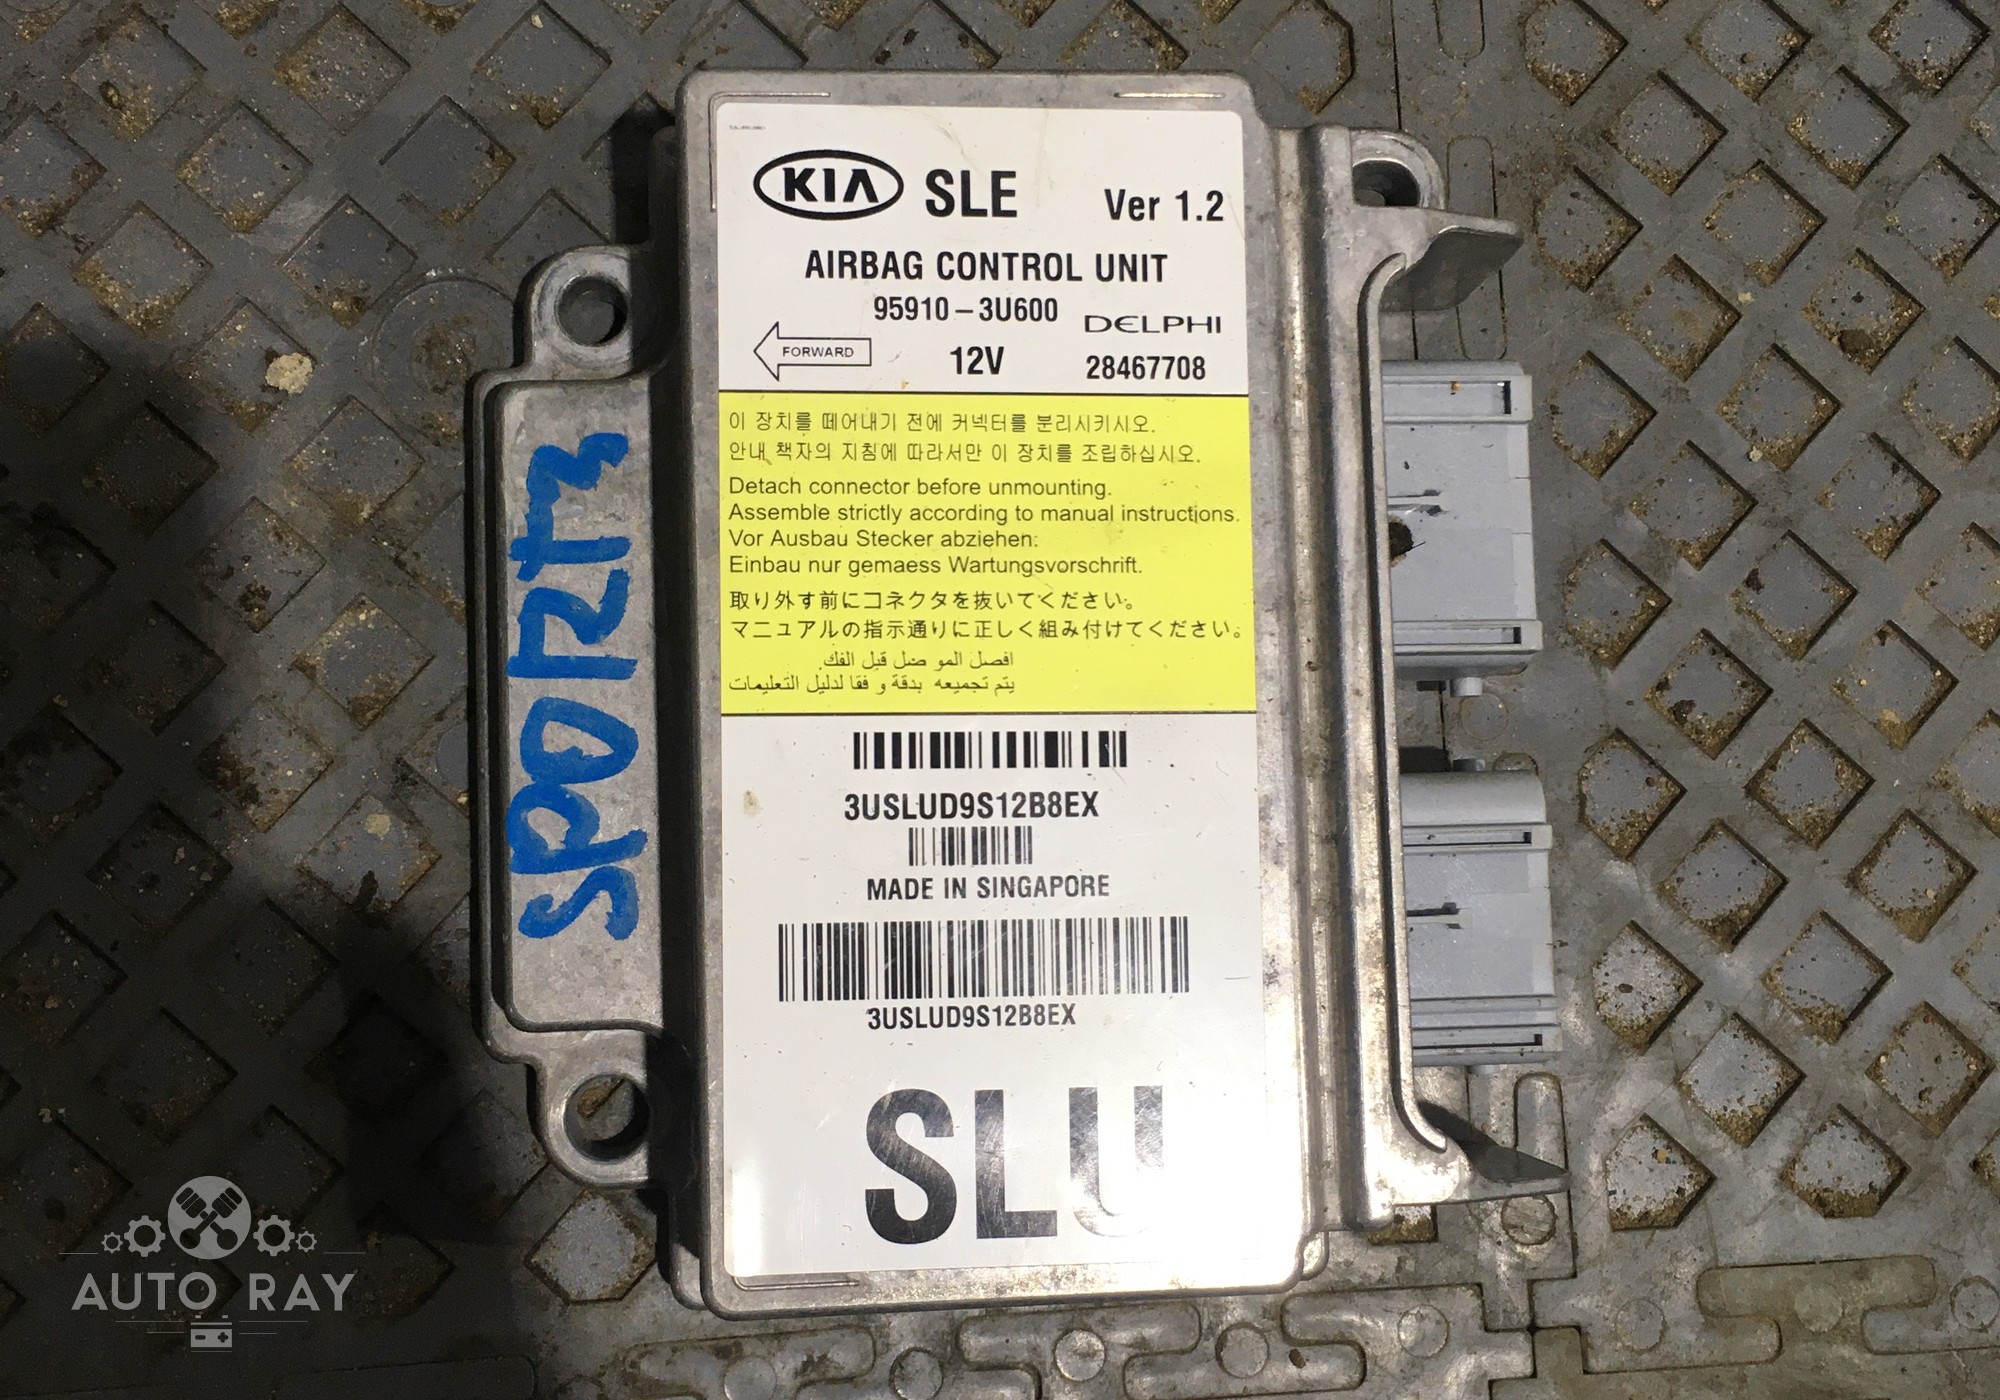 KIA SLE Ver 1.2
AIRBAG CONTROL UNIT
95910-3U600
DELPHI
FORWARD
12V
28467708
이 장치를 떼어내기 전에 커넥터를 분리시키시오.
안내 책자의 지침에 따라서만 이 장치를 조립하십시오.
Detach connector before unmounting.
Assemble strictly according to manual instructions.
Vor Ausbau Stecker abziehen:
Einbau nur gemaess Wartungsvorschrift.
取り外す前にコネクタを抜いてください。
マニュアルの指示通りに正しく組み付けてください。
افصل المو ضل قبل الفك.
يتم تجميعه بدقة و فقا لدليل التعليمات
3USLUD9S12B8EX
MADE IN SINGAPORE
3USLUD9S12B8EX
SLU
SPORT3
AUTO RAY